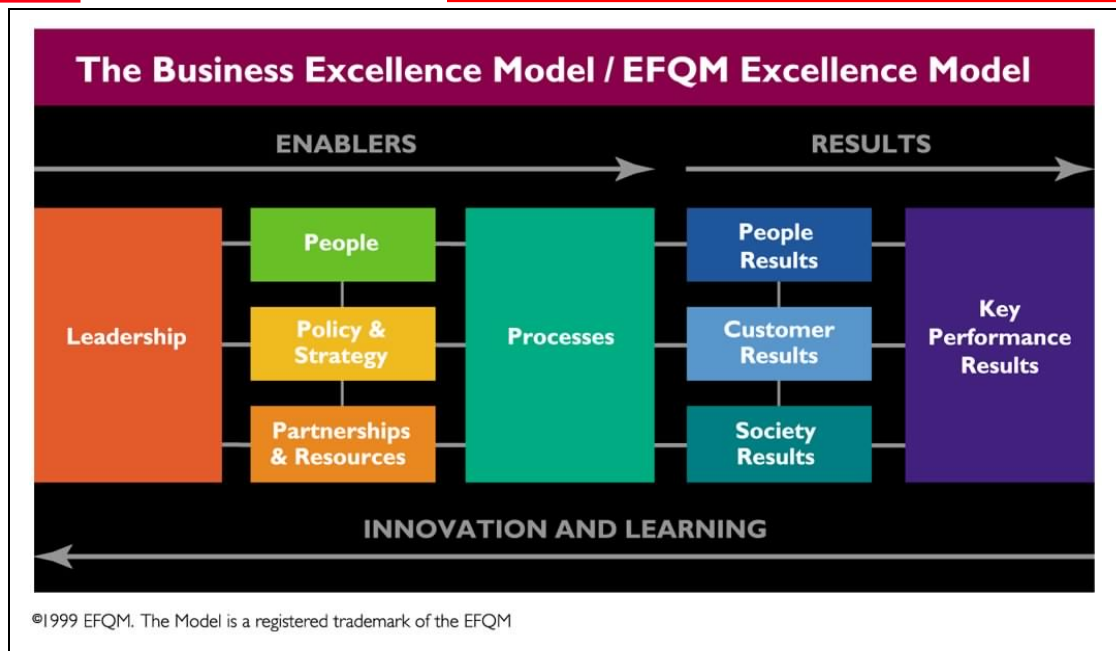 The Business Excellence Model / EFQM Excellence Model
ENABLERS
RESULTS
Leadership
People
Policy &
Strategy
Partnerships
& Resources
Processes
People
Results
Customer
Results
Society
Results
Key
Performance
Results
INNOVATION AND LEARNING
©1999 EFQM. The Model is a registered trademark of the EFQM